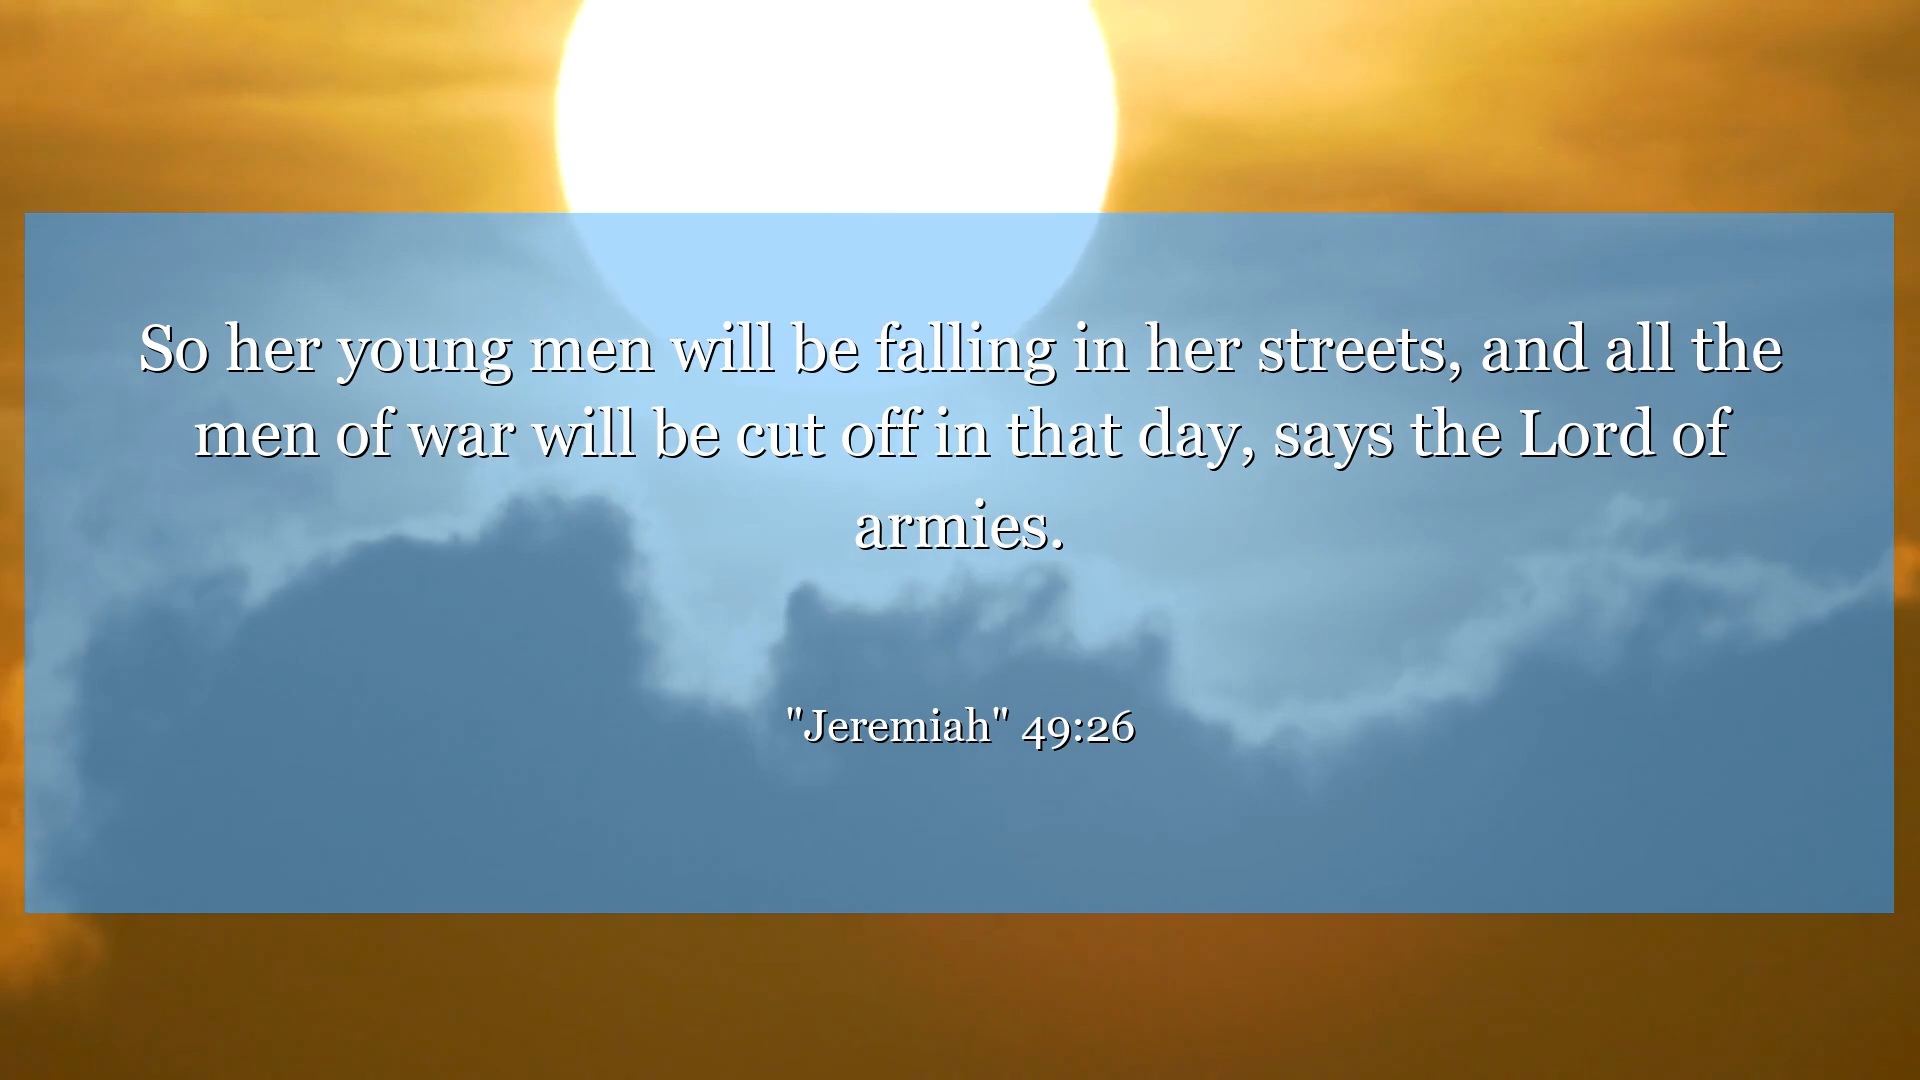 So her young men will be falling in her streets, and all the
men of war will be cut off in that day, says the Lord of
armies.
"Jeremiah" 49:26